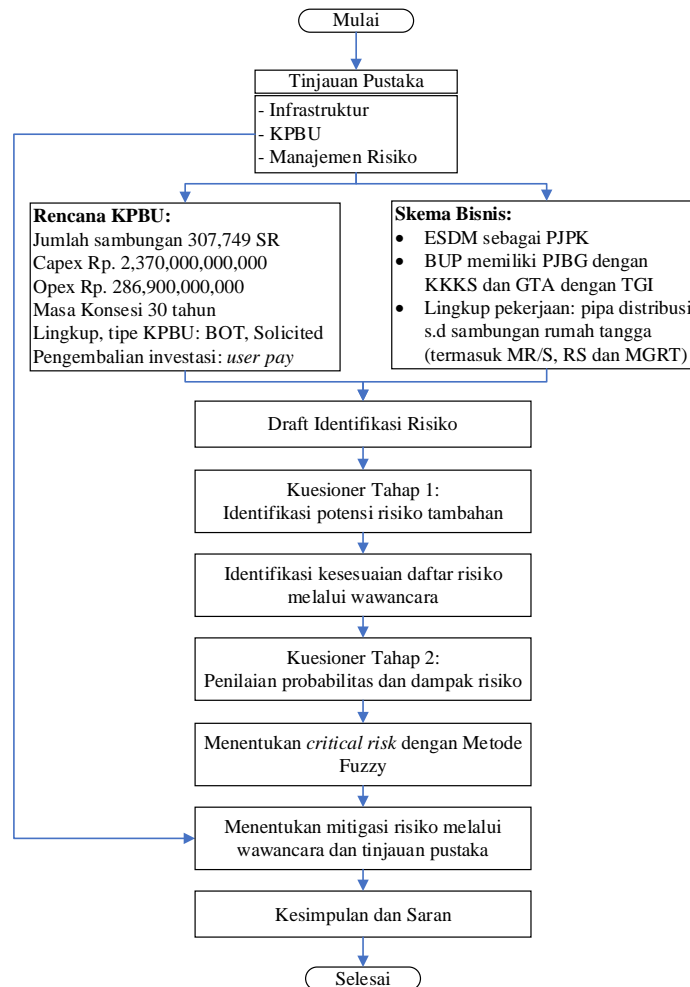 Mulai
Tinjauan Pustaka
- Infrastruktur
- KPBU
- Manajemen Risiko
Rencana KPBU:
Jumlah sambungan 307,749 SR
Capex Rp. 2,370,000,000,000
Opex Rp. 286,900,000,000
Masa Konsesi 30 tahun
Lingkup, tipe KPBU: BOT, Solicited
Pengembalian investasi: user pay
Skema Bisnis:
• ESDM sebagai PJPK
• BUP memiliki PJBG dengan
KKKS dan GTA dengan TGI
• Lingkup pekerjaan: pipa distribusi
s.d sambungan rumah tangga
(termasuk MR/S, RS dan MGRT)
Draft Identifikasi Risiko
Kuesioner Tahap 1:
Identifikasi potensi risiko tambahan
Identifikasi kesesuaian daftar risiko
melalui wawancara
Kuesioner Tahap 2:
Penilaian probabilitas dan dampak risiko
Menentukan critical risk dengan Metode
Fuzzy
Menentukan mitigasi risiko melalui
wawancara dan tinjauan pustaka
Kesimpulan dan Saran
Selesai